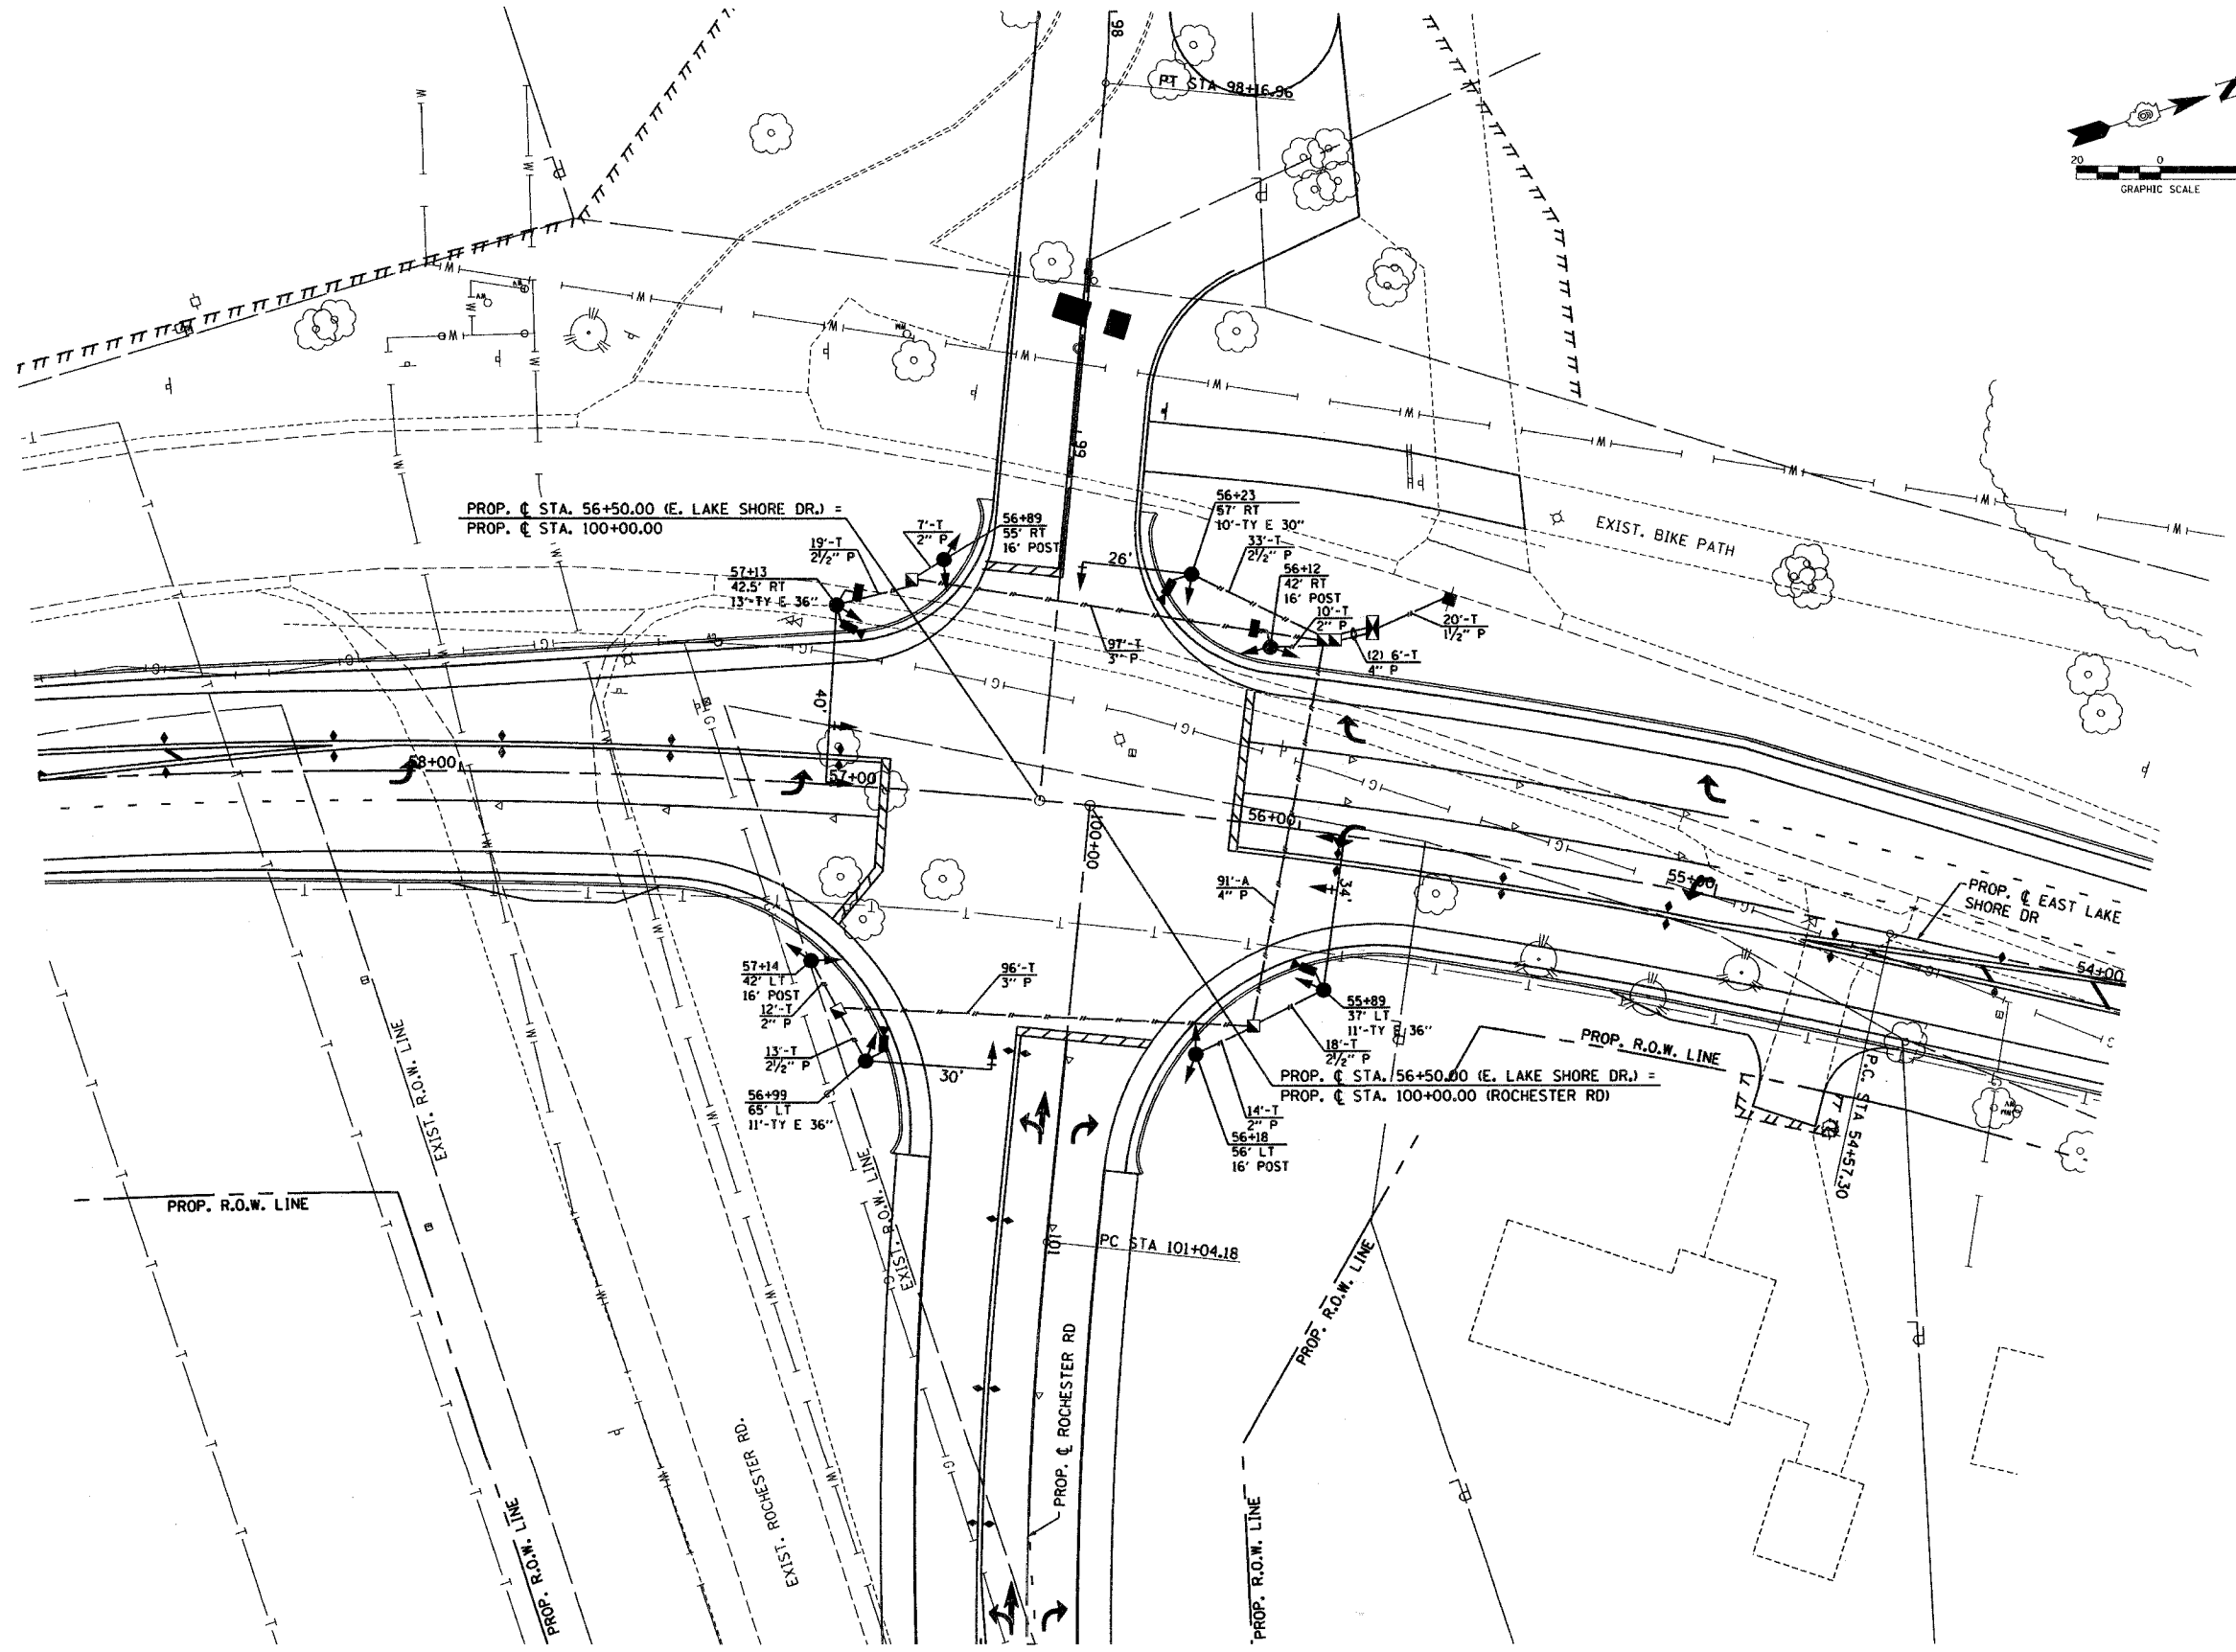 98
PT STA 98+16.96
20
0
GRAPHIC SCALE
99
PROP. ℄ STA. 56+50.00 (E. LAKE SHORE DR.) =
PROP. ℄ STA. 100+00.00
7'-T
2" P
56+89
55' RT
16' POST
19'-T
2½" P
57+13
42.5' RT
13'-TY E 36"
26'
56+23
57' RT
10'-TY E 30"
33'-T
2½" P
56+12
42' RT
16' POST
10'-T
2" P
97'-T
3" P
20'-T
1½" P
(2) 6'-T
4" P
EXIST. BIKE PATH
40'
58+00
57+00
56+00
100+00
55+00
54+00
PROP. ℄ EAST LAKE
SHORE DR
91'-A
4" P
34'
57+14
42' LT
16' POST
12'-T
2" P
96'-T
3" P
13'-T
2½" P
56+99
65' LT
11'-TY E 36"
30'
55+89
37' LT
11'-TY E 36"
18'-T
2½" P
PROP. ℄ STA. 56+50.00 (E. LAKE SHORE DR.) =
PROP. ℄ STA. 100+00.00 (ROCHESTER RD)
14'-T
2" P
56+18
56' LT
16' POST
PROP. R.O.W. LINE
P.C. STA 54+57.30
PROP. R.O.W. LINE
EXIST. R.O.W. LINE
EXIST. R.O.W. LINE
101
PC STA 101+04.18
PROP. R.O.W. LINE
PROP. ℄ ROCHESTER RD
EXIST. ROCHESTER RD.
PROP. R.O.W. LINE
PROP. R.O.W. LINE